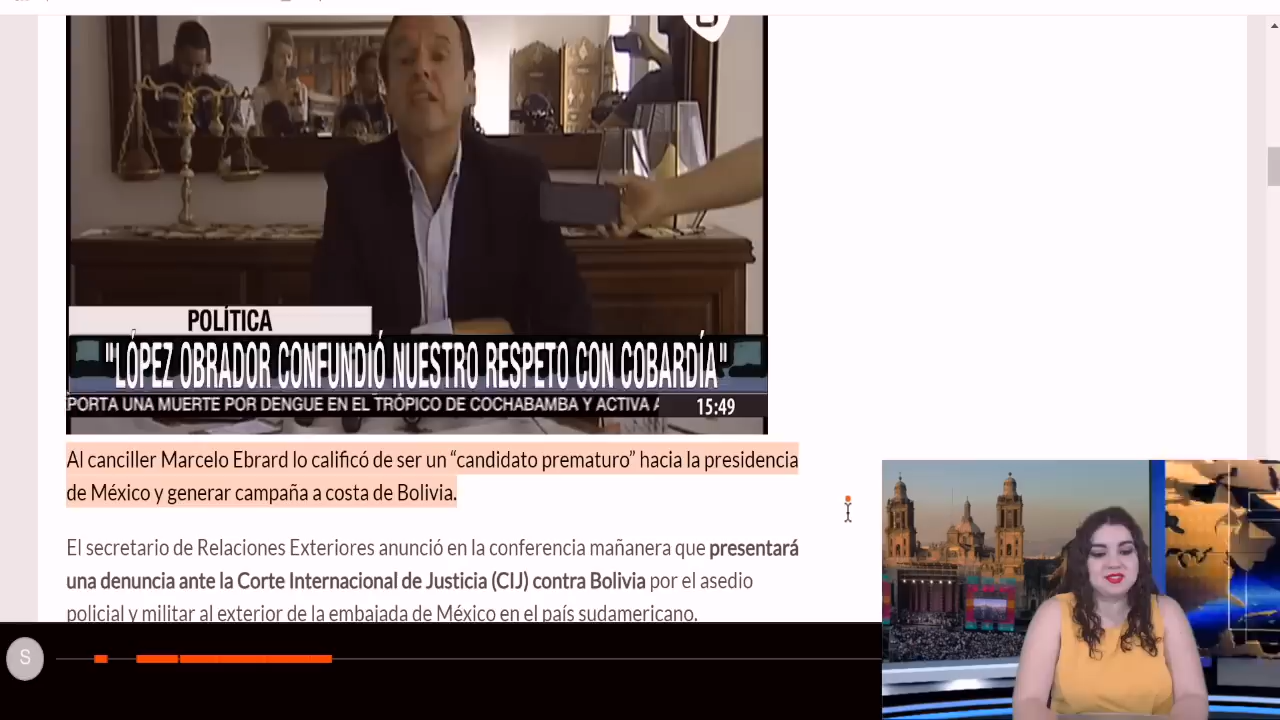 POLÍTICA
"LÓPEZ OBRADOR CONFUNDIÓ NUESTRO RESPETO CON COBARDÍA"
PORTA UNA MUERTE POR DENGUE EN EL TRÓPICO DE COCHABAMBA Y ACTIVA A 15:49
Al canciller Marcelo Ebrard lo calificó de ser un “candidato prematuro” hacia la presidencia
de México y generar campaña a costa de Bolivia.
El secretario de Relaciones Exteriores anunció en la conferencia mañanera que presentará
una denuncia ante la Corte Internacional de Justicia (CIJ) contra Bolivia por el asedio
policial y militar al exterior de la embajada de México en el país sudamericano.
S